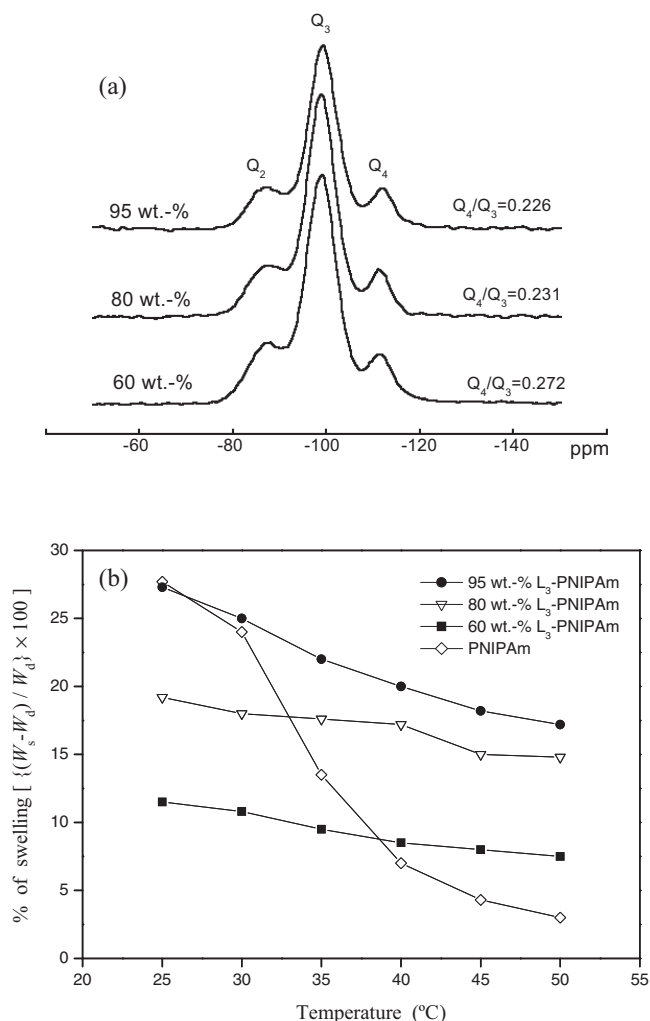 Q₃
(a)
Q₂
Q₄
95 wt.-%
Q₄/Q₃=0.226
80 wt.-%
Q₄/Q₃=0.231
60 wt.-%
Q₄/Q₃=0.272
-60 -80 -100 -120 -140 ppm
30
(b)
95 wt.-% L₃-PNIPAm
80 wt.-% L₃-PNIPAm
60 wt.-% L₃-PNIPAm
PNIPAm
25
20
15
10
5
0
% of swelling [ {(Wₛ-W_d) / W_d} × 100 ]
20 25 30 35 40 45 50 55
Temperature (ºC)